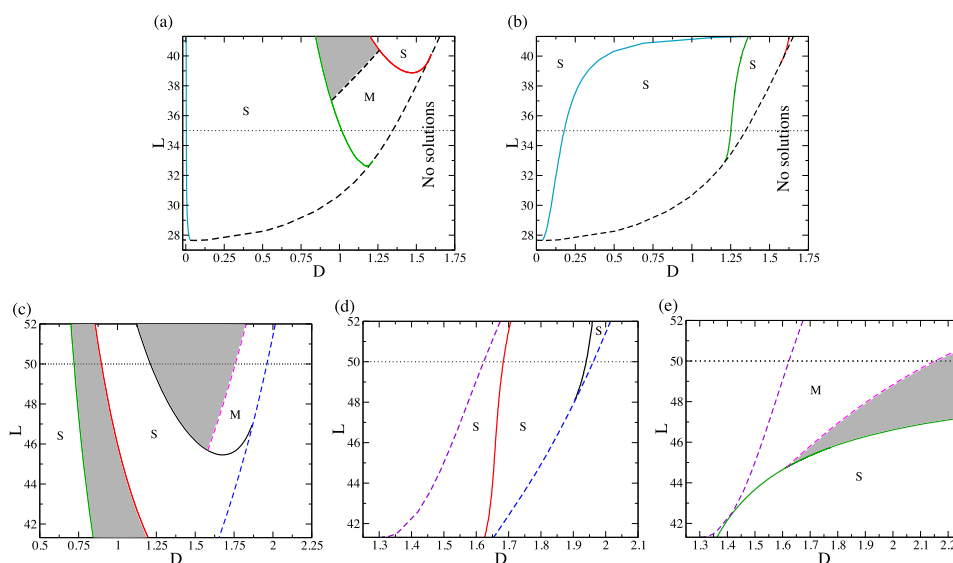 (a)
40
38
36
34
32
30
28
L
0
0.25
0.5
0.75
1
1.25
1.5
1.75
D
S
S
M
No solutions
(b)
40
38
36
34
32
30
28
L
0
0.25
0.5
0.75
1
1.25
1.5
1.75
D
S
S
S
No solutions
(c)
52
50
48
46
44
42
L
0.5
0.75
1
1.25
1.5
1.75
2
2.25
D
S
S
M
(d)
52
50
48
46
44
42
L
1.3
1.4
1.5
1.6
1.7
1.8
1.9
2
2.1
D
S
S
S
(e)
52
50
48
46
44
42
L
1.3
1.4
1.5
1.6
1.7
1.8
1.9
2
2.1
2.2
D
M
S